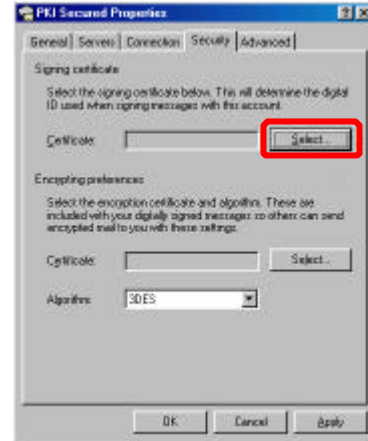 PKI Secured Properties
General Servers Connection Security Advanced
Signing certificate
Select the signing certificate below. This will determine the digital
ID used when signing messages with this account.
Certificate: Select...
Encrypting preferences
Select the encryption certificate and algorithm. These are
included with your digitally signed messages so others can send
encrypted mail to you with these settings.
Certificate: Select...
Algorithm: 3DES
OK Cancel Apply